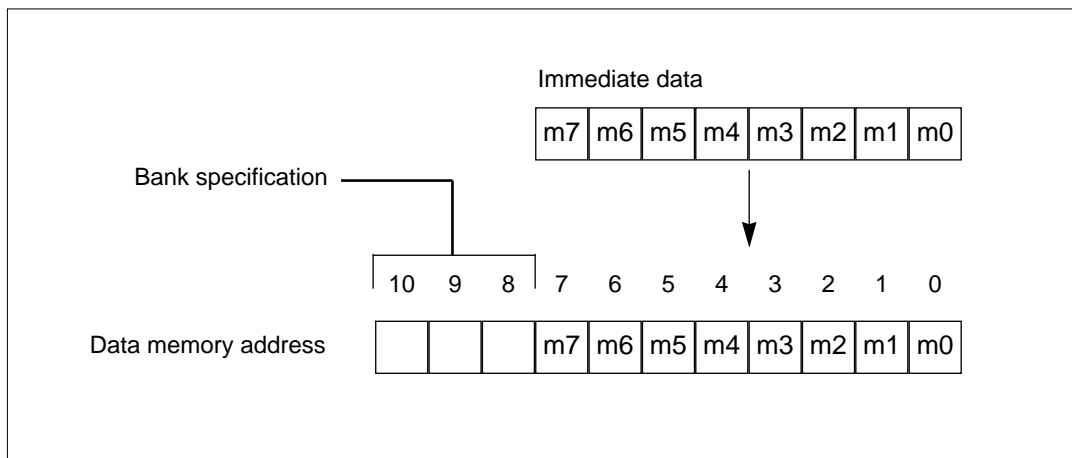 Immediate data
m7 m6 m5 m4 m3 m2 m1 m0
Bank specification
10 9 8 7 6 5 4 3 2 1 0
Data memory address m7 m6 m5 m4 m3 m2 m1 m0